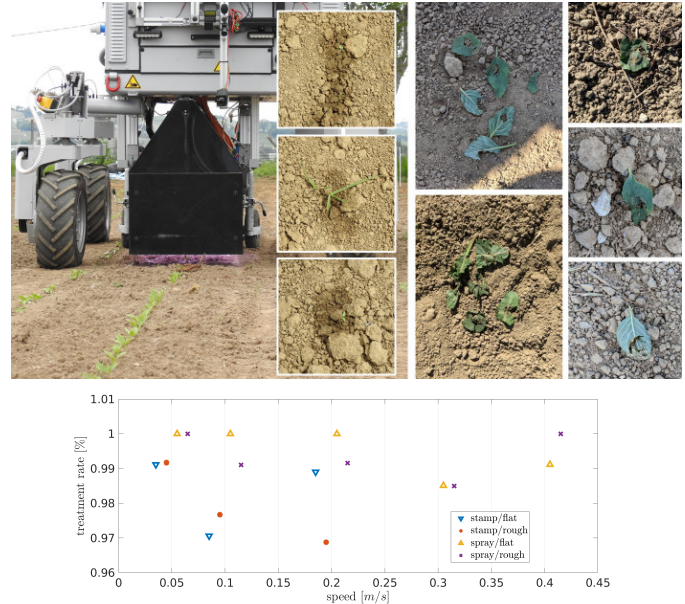 1.01
1
0.99
0.98
0.97
0.96
treatment rate [%]
stamp/flat
stamp/rough
spray/flat
spray/rough
0 0.05 0.1 0.15 0.2 0.25 0.3 0.35 0.4 0.45
speed [m/s]